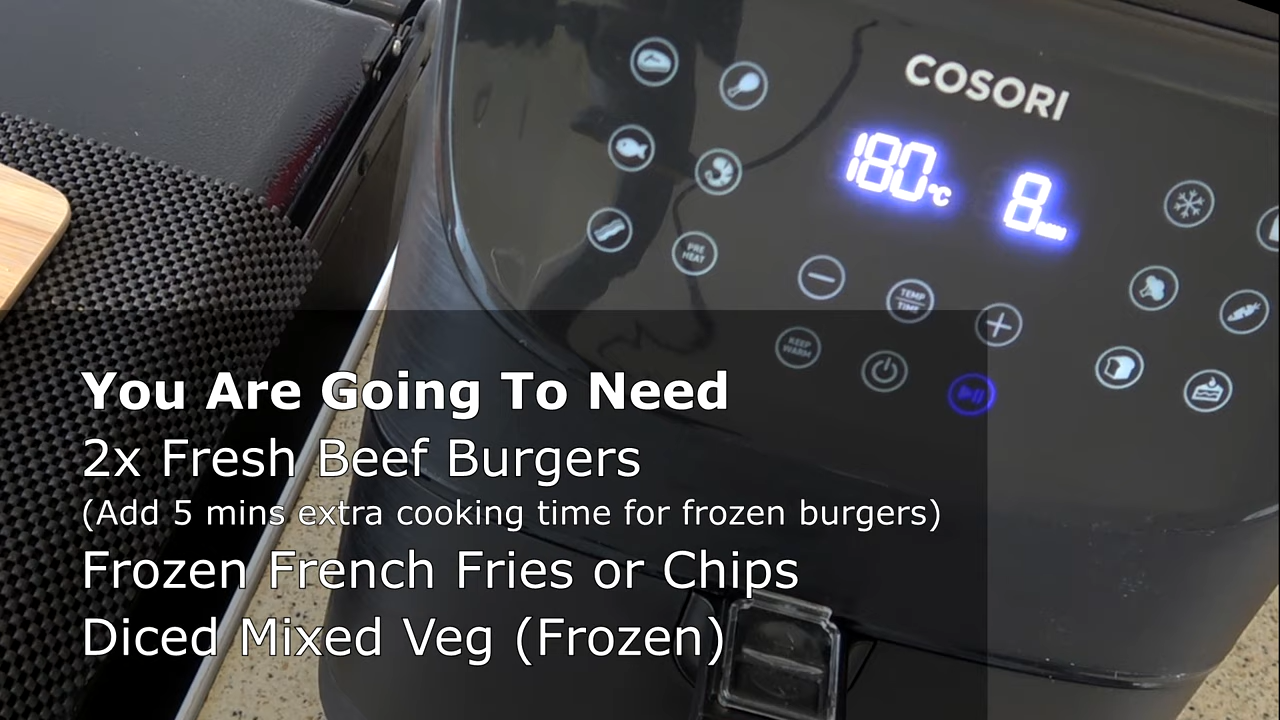 COSORI
180°C 8MIN
PRE
HEAT
TEMP
TIME
KEEP
WARM
You Are Going To Need
2x Fresh Beef Burgers
(Add 5 mins extra cooking time for frozen burgers)
Frozen French Fries or Chips
Diced Mixed Veg (Frozen)